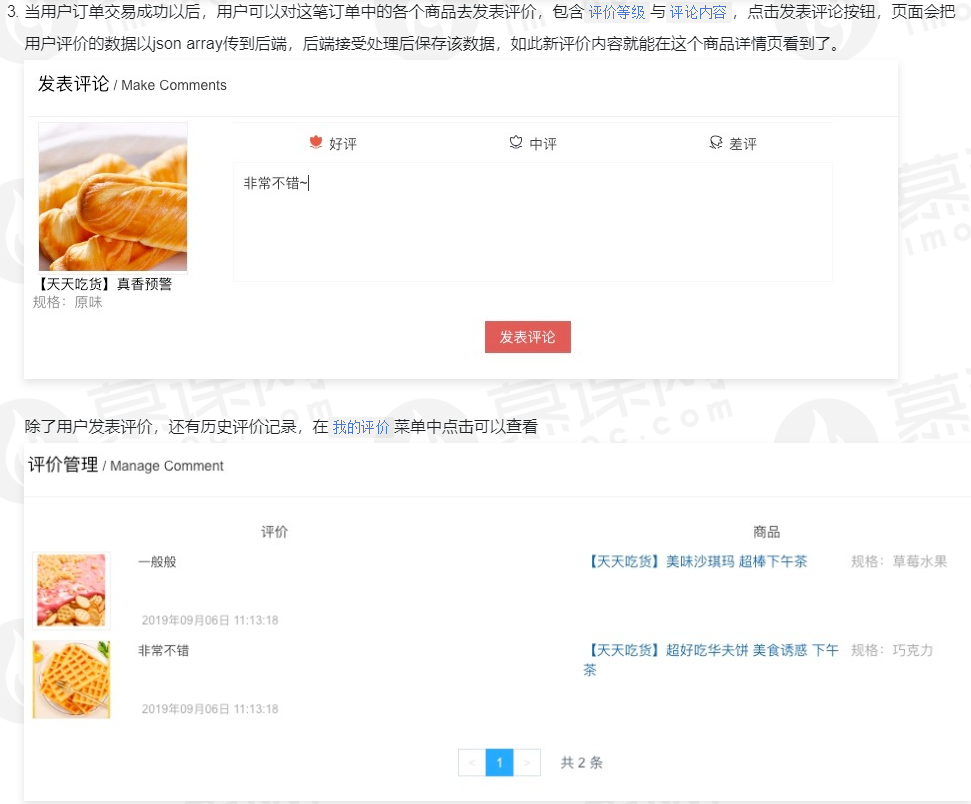 3. 当用户订单交易成功以后，用户可以对这笔订单中的各个商品去发表评价，包含 评价等级 与 评论内容 ，点击发表评论按钮，页面会把
用户评价的数据以json array传到后端，后端接受处理后保存该数据，如此新评价内容就能在这个商品详情页看到了。
发表评论 / Make Comments
好评 中评 差评
非常不错~
【天天吃货】真香预警
规格：原味
发表评论
除了用户发表评价，还有历史评价记录，在 我的评价 菜单中点击可以查看
评价管理 / Manage Comment
评价 商品
一般般 【天天吃货】美味沙琪玛 超棒下午茶 规格：草莓水果
2019年09月06日 11:13:18
非常不错 【天天吃货】超好吃华夫饼 美食诱惑 下午 规格：巧克力
茶
2019年09月06日 11:13:18
< 1 > 共 2 条